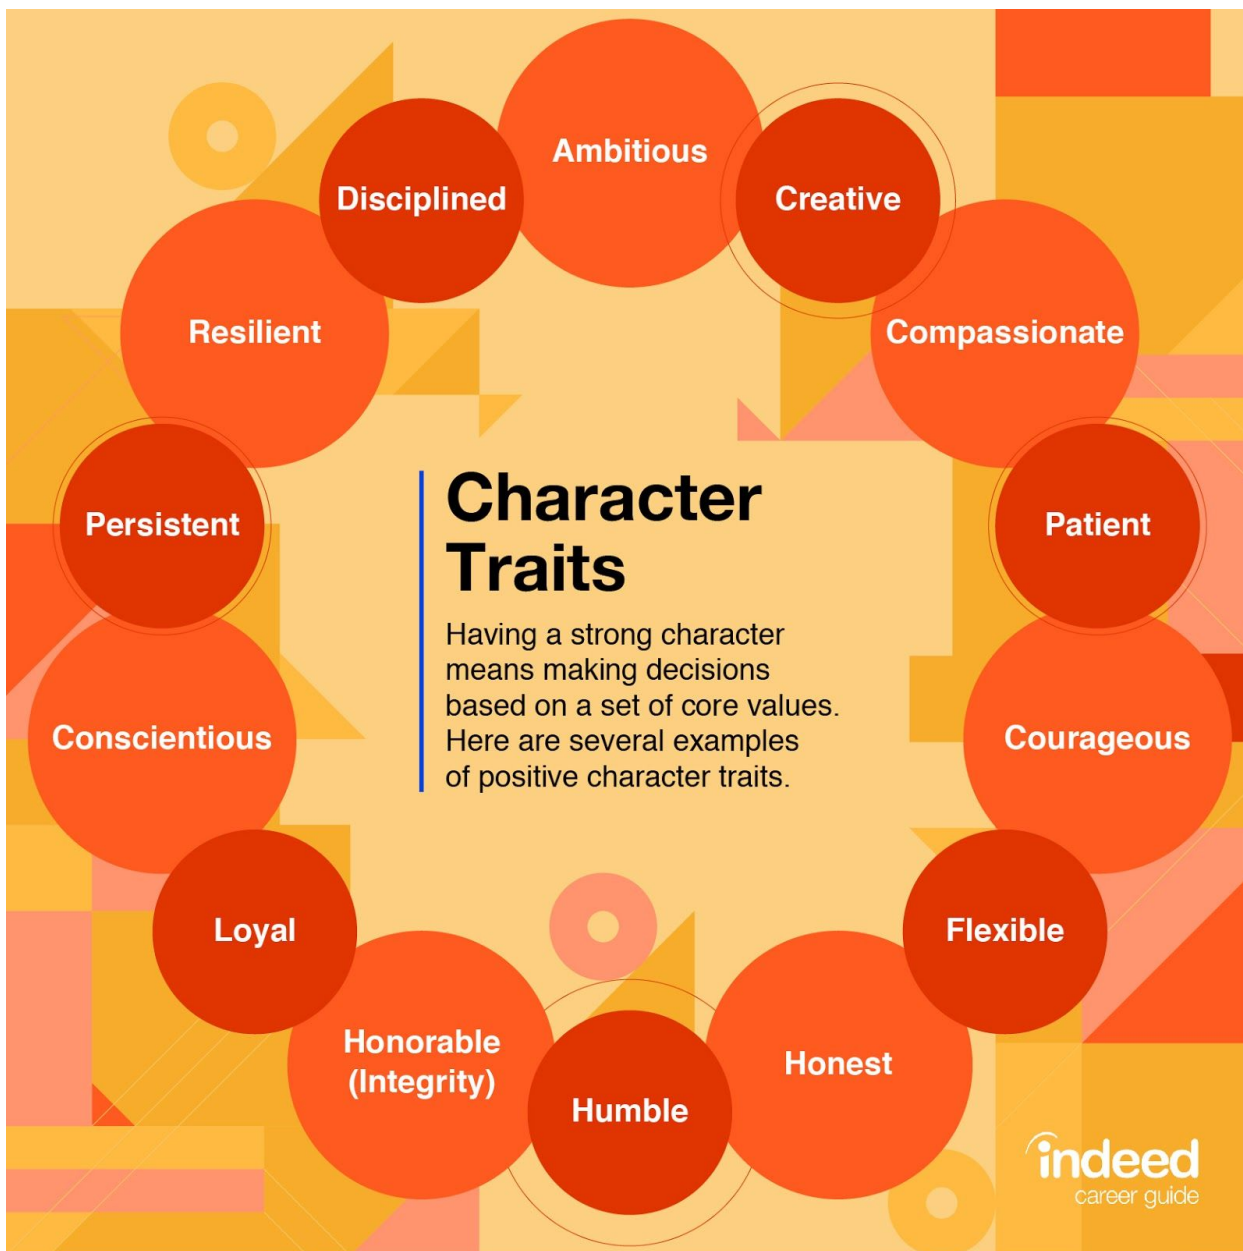 Ambitious
Creative
Compassionate
Patient
Courageous
Flexible
Honest
Humble
Honorable
(Integrity)
Loyal
Conscientious
Persistent
Resilient
Disciplined
Character
Traits
Having a strong character
means making decisions
based on a set of core values.
Here are several examples
of positive character traits.
indeed
career guide